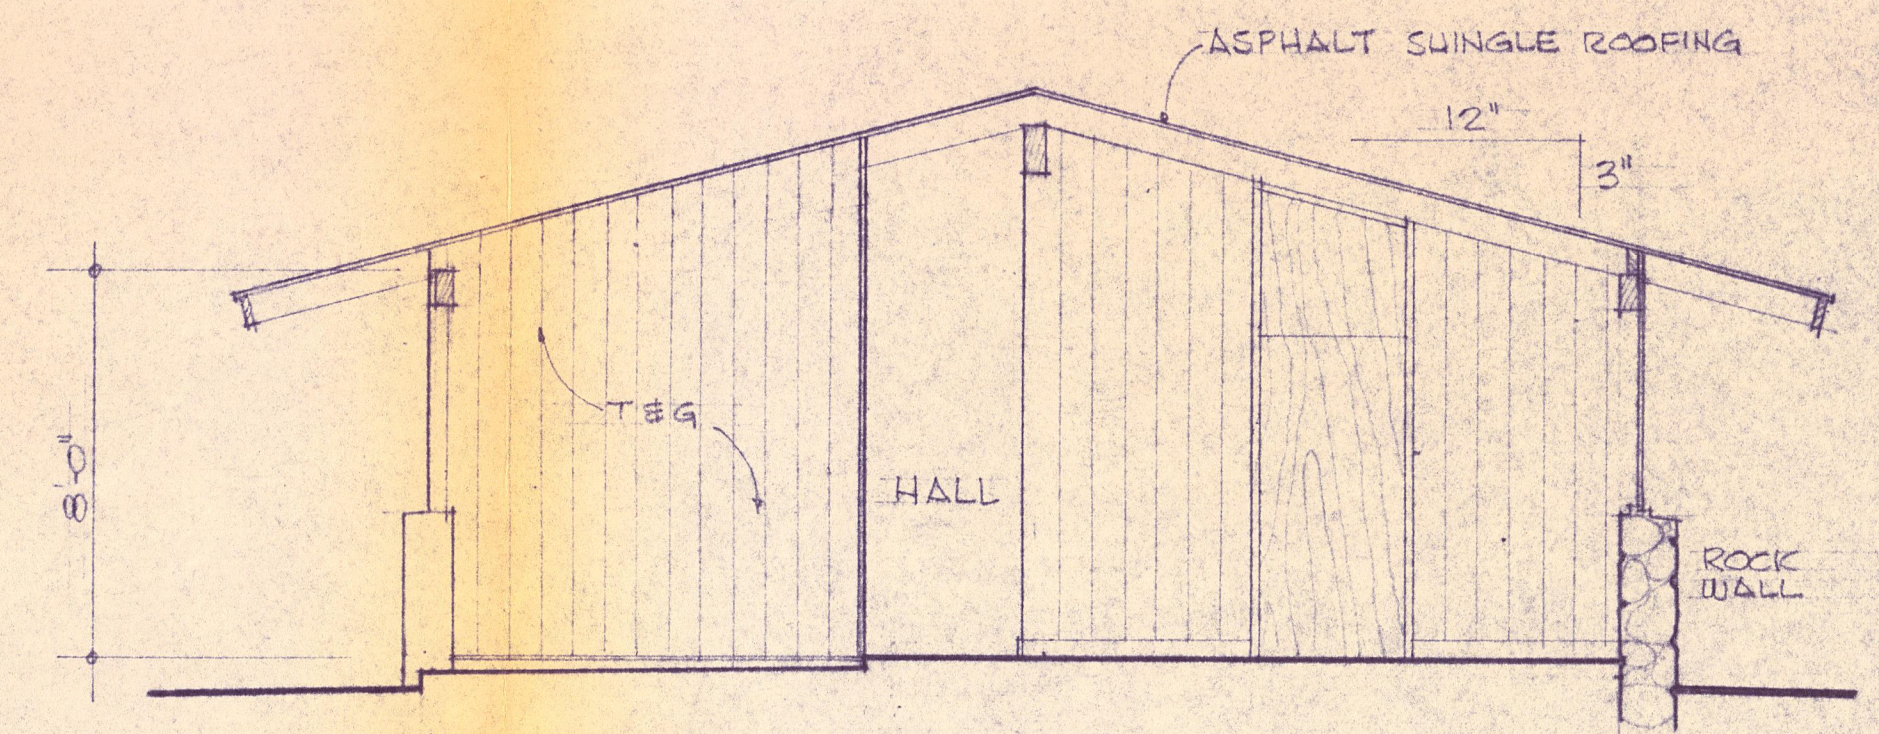 ASPHALT SHINGLE ROOFING
12"
3"
8'-0"
T & G
HALL
ROCK
WALL